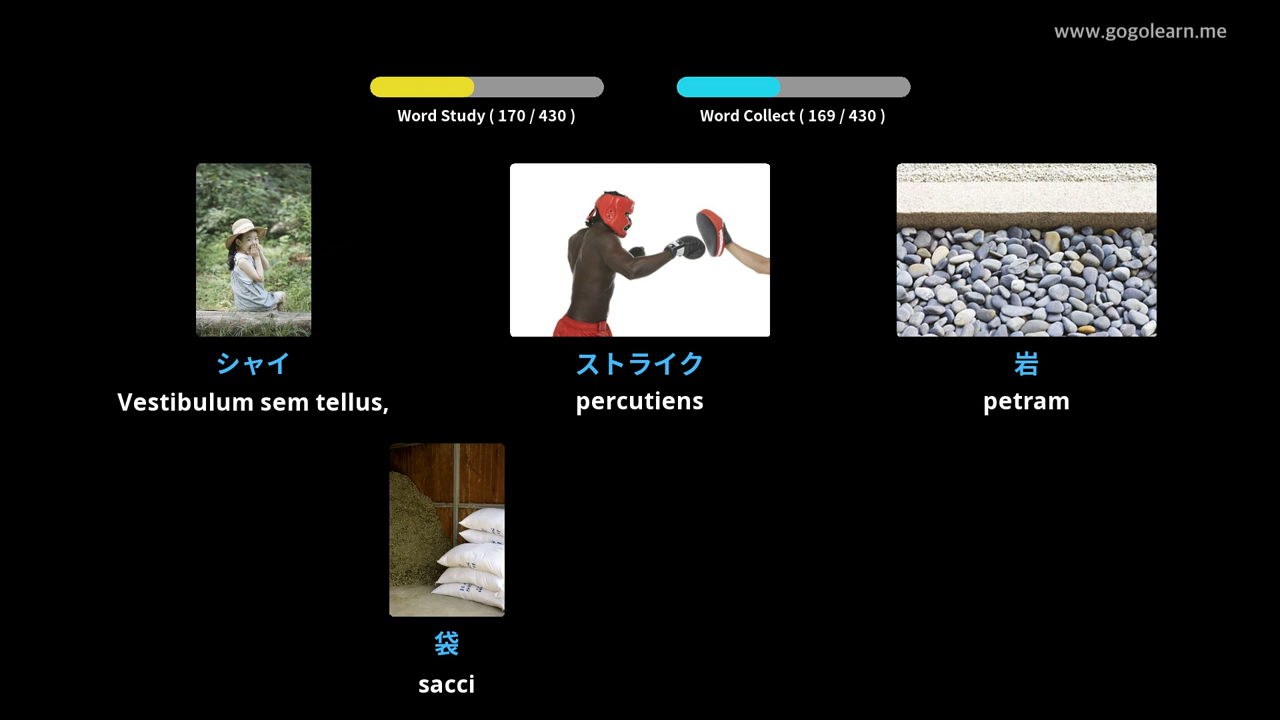 www.gogolearn.me
Word Study ( 170 / 430 )
Word Collect ( 169 / 430 )
シャイ
Vestibulum sem tellus,
ストライク
percutiens
岩
petram
袋
sacci